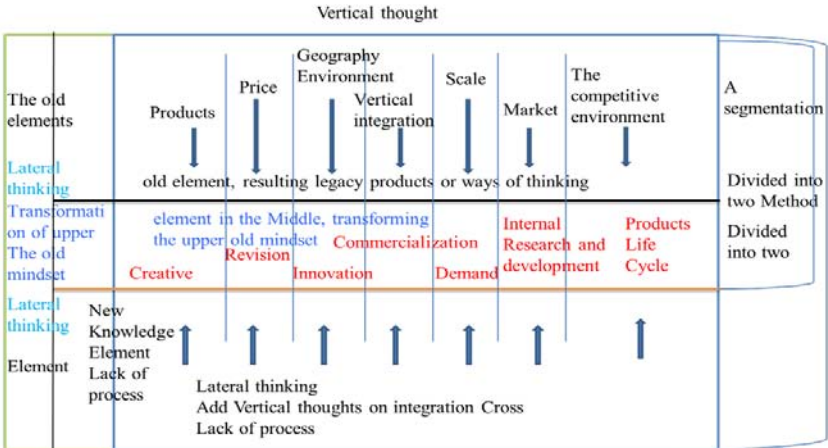 Vertical thought
The old
elements
Products
Price
Geography
Environment
Vertical
integration
Scale
Market
The
competitive
environment
A
segmentation
Lateral
thinking
old element, resulting legacy products or ways of thinking
Divided into
two Method
Transformati
on of upper
The old
mindset
element in the Middle, transforming
the upper old mindset
Creative
Revision
Innovation
Commercialization
Demand
Internal
Research and
development
Products
Life
Cycle
Divided
into two
Lateral
thinking
Element
New
Knowledge
Element
Lack of
process
Lateral thinking
Add Vertical thoughts on integration Cross
Lack of process